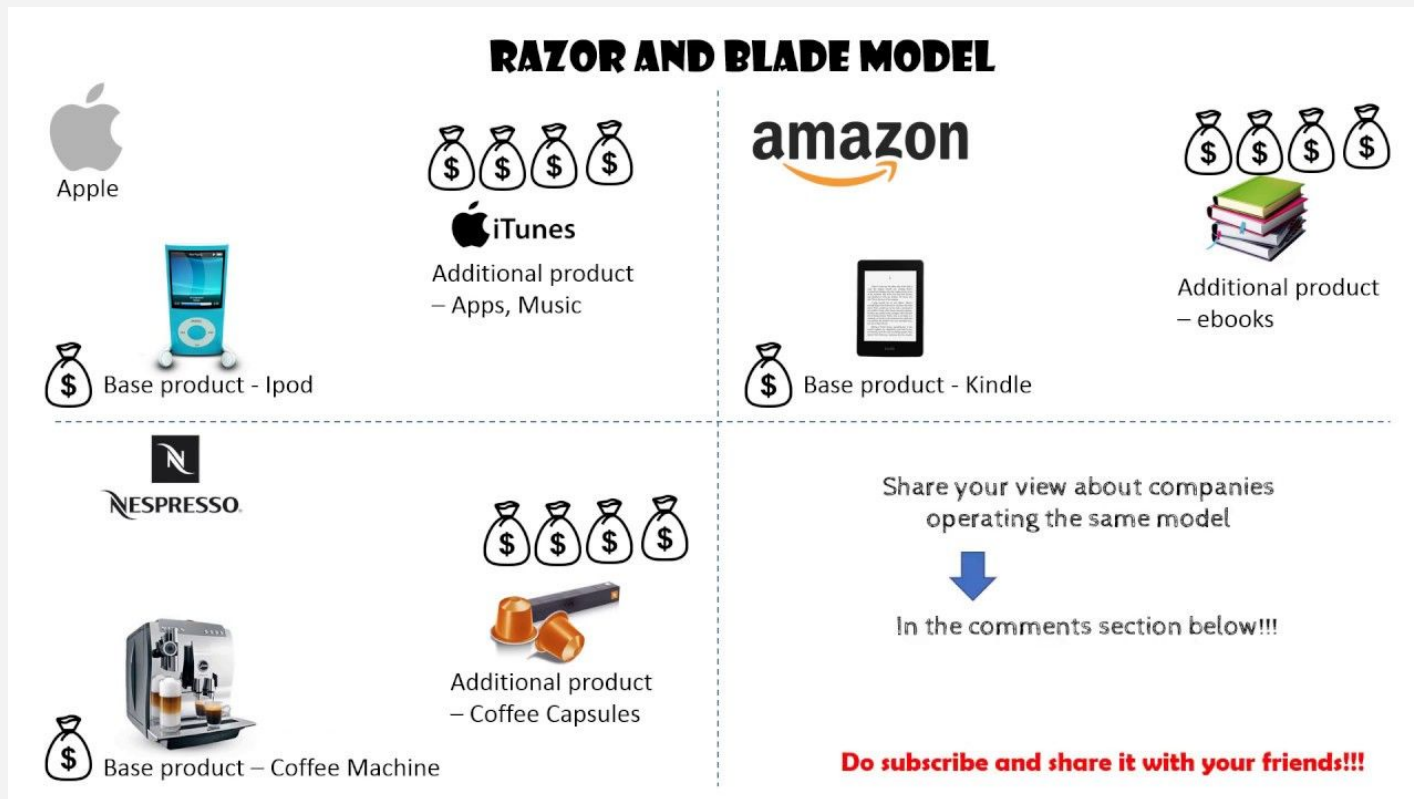 RAZOR AND BLADE MODEL
Apple
$ $ $ $
iTunes
Additional product
– Apps, Music
$ Base product - Ipod
amazon
$ $ $ $
Additional product
– ebooks
$ Base product - Kindle
N
NESPRESSO.
$ $ $ $
Additional product
– Coffee Capsules
$ Base product – Coffee Machine
Share your view about companies
operating the same model
In the comments section below!!!
Do subscribe and share it with your friends!!!